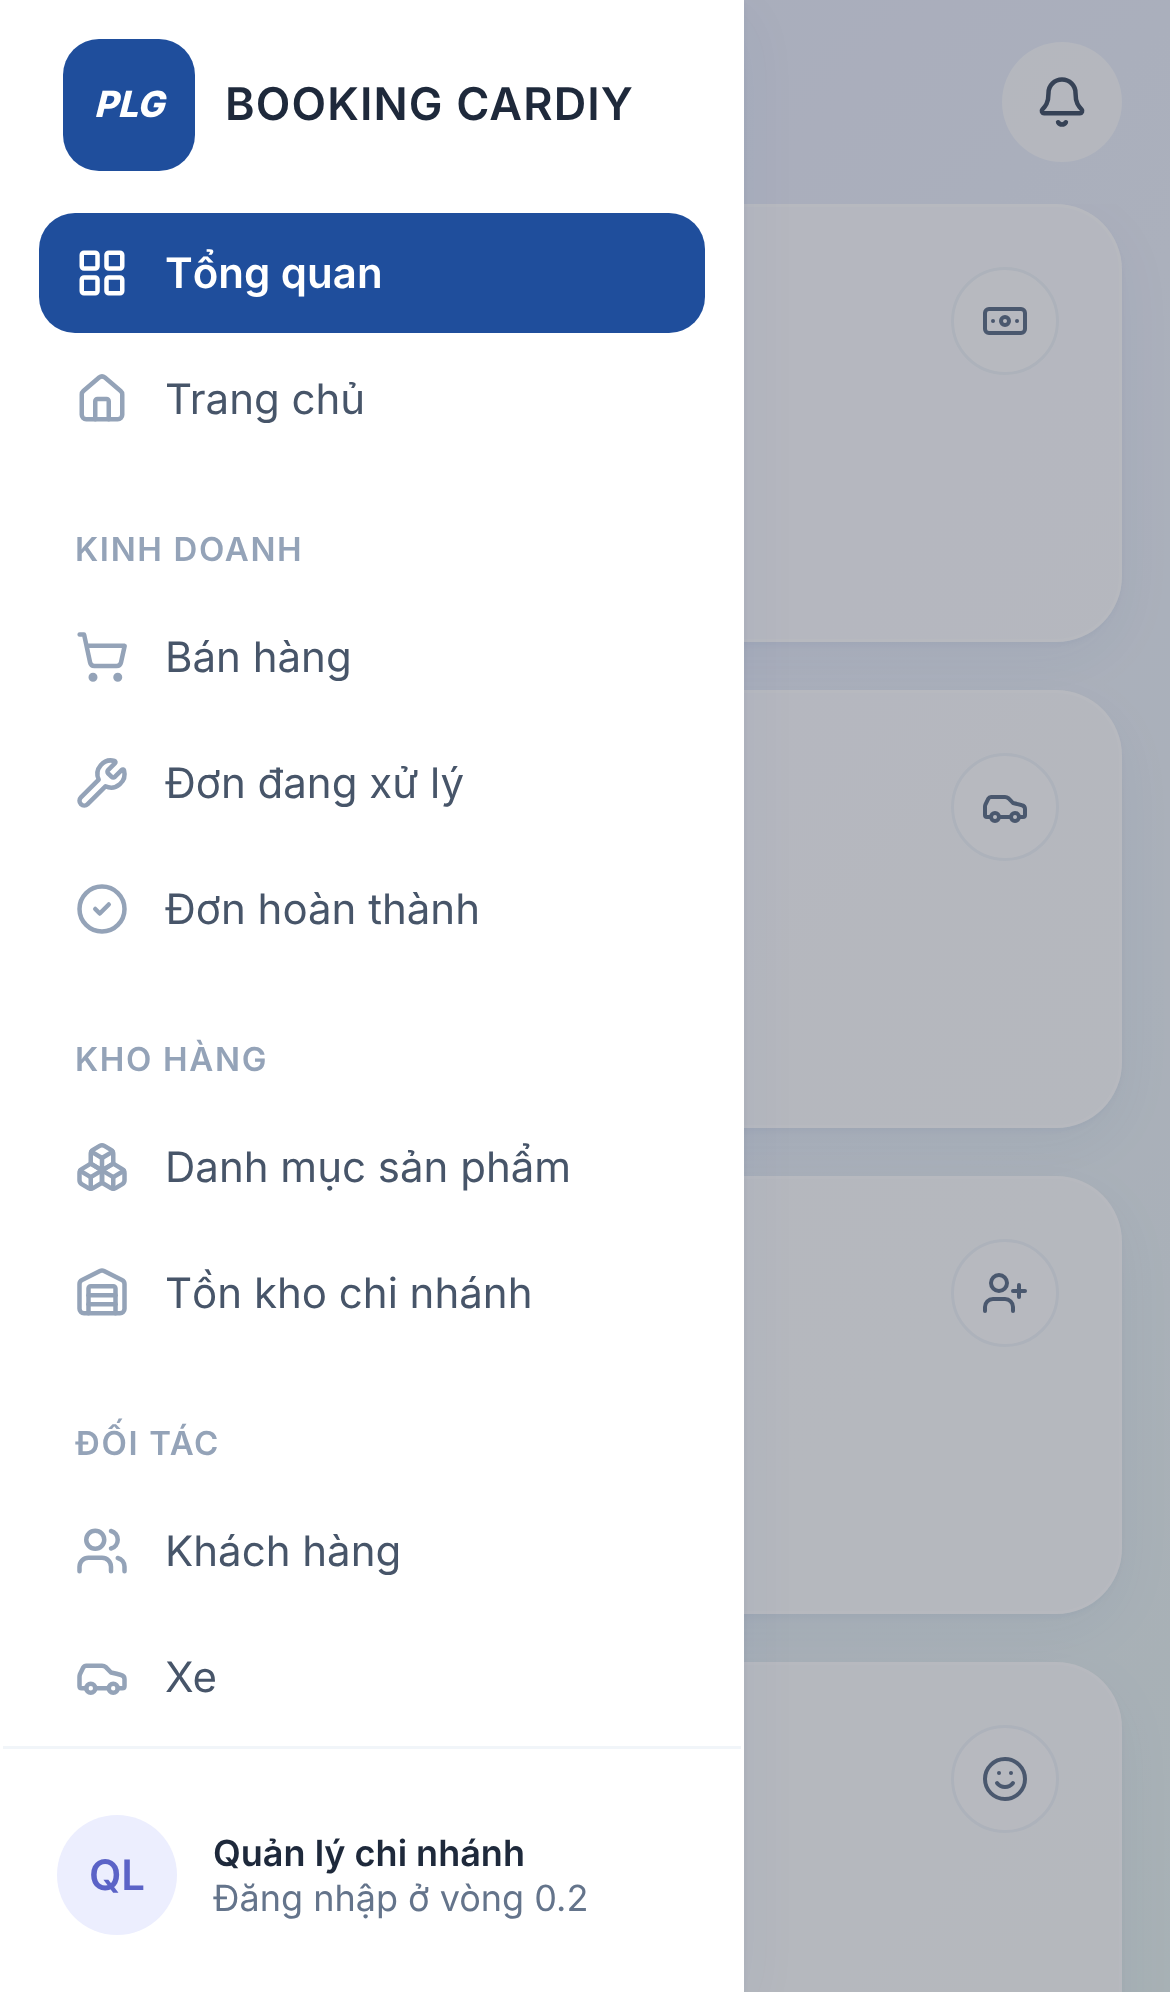 PLG
BOOKING CARDIY
Tổng quan
Trang chủ
KINH DOANH
Bán hàng
Đơn đang xử lý
Đơn hoàn thành
KHO HÀNG
Danh mục sản phẩm
Tồn kho chi nhánh
ĐỐI TÁC
Khách hàng
Xe
QL
Quản lý chi nhánh
Đăng nhập ở vòng 0.2